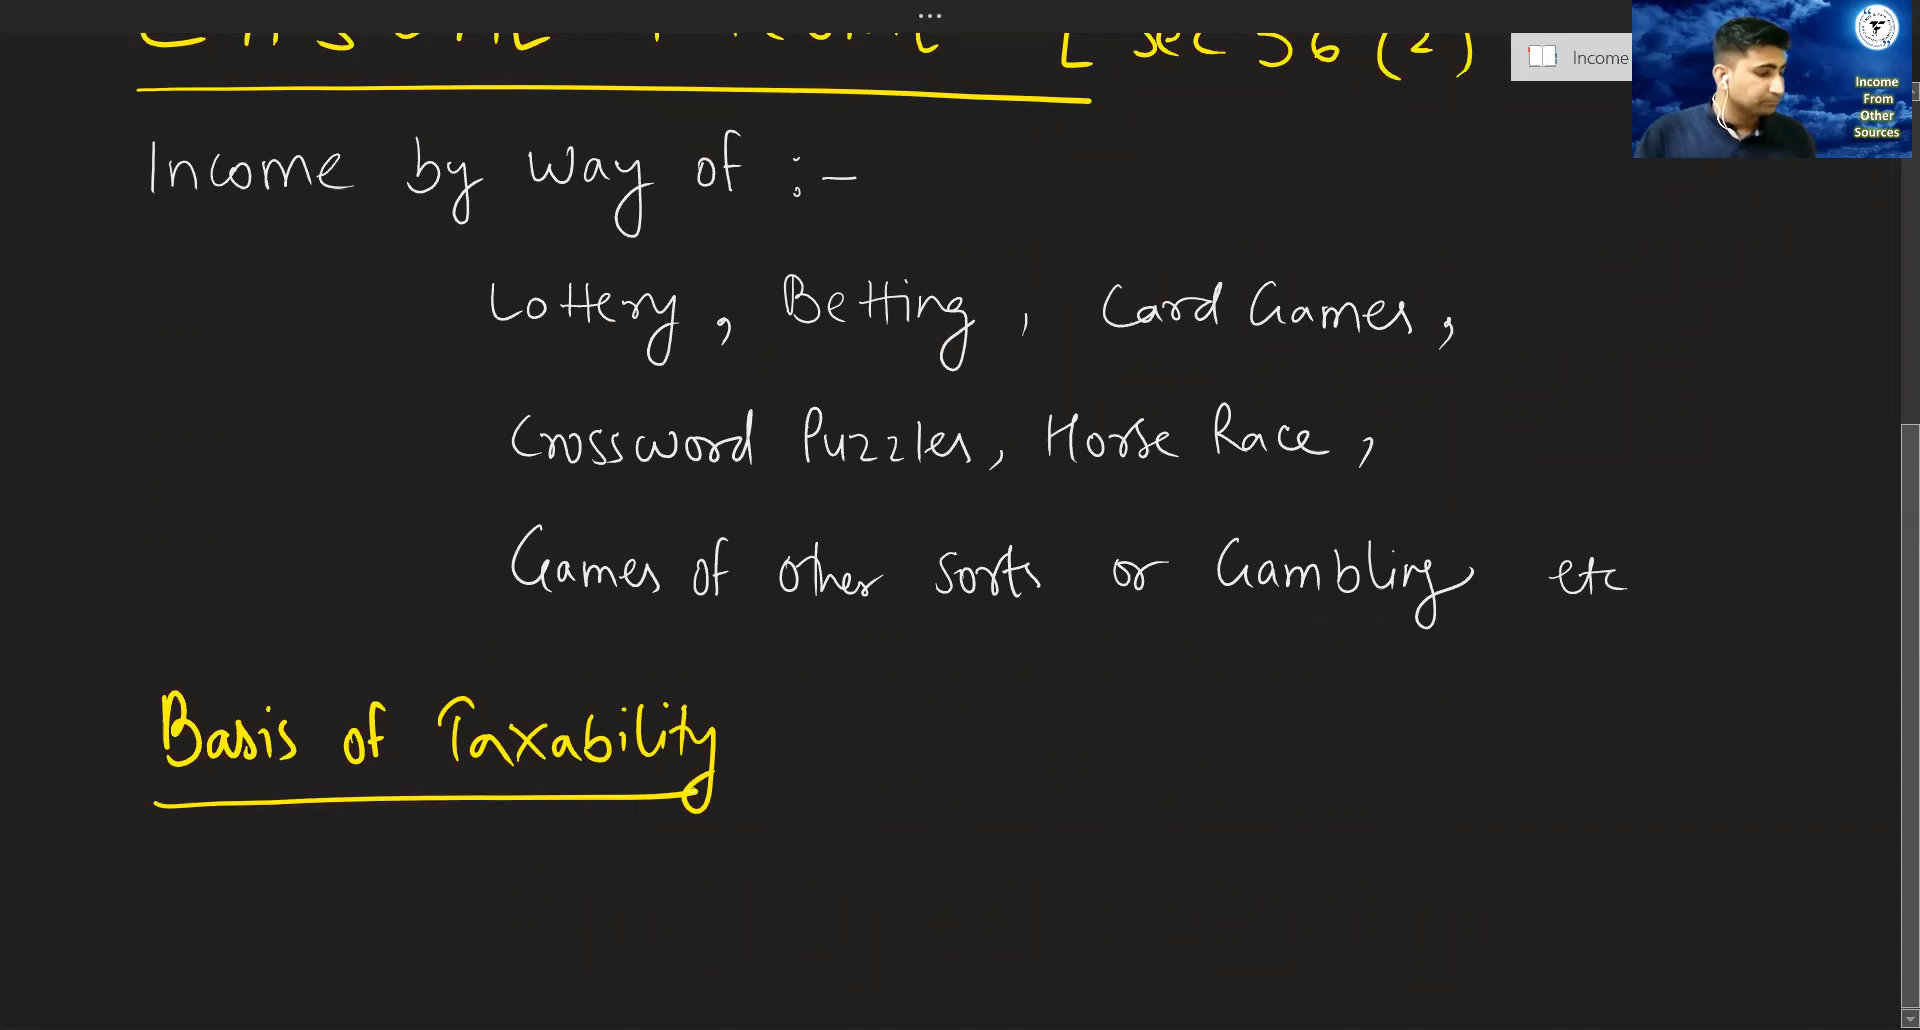 [ Sec 56 (2)
Income
Income
From
Other
Sources
Income by way of :-
Lottery, Betting, Card Games,
Crossword Puzzles, Horse Race,
Games of other sorts or Gambling etc
Basis of Taxability